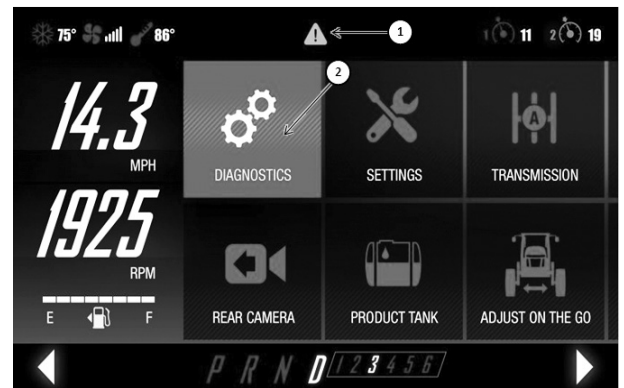 75° 86° 1 1 11 2 19
14.3
MPH
2
DIAGNOSTICS SETTINGS TRANSMISSION
A
1925
RPM
E F
REAR CAMERA PRODUCT TANK ADJUST ON THE GO
P R N D 1 2 3 4 5 6